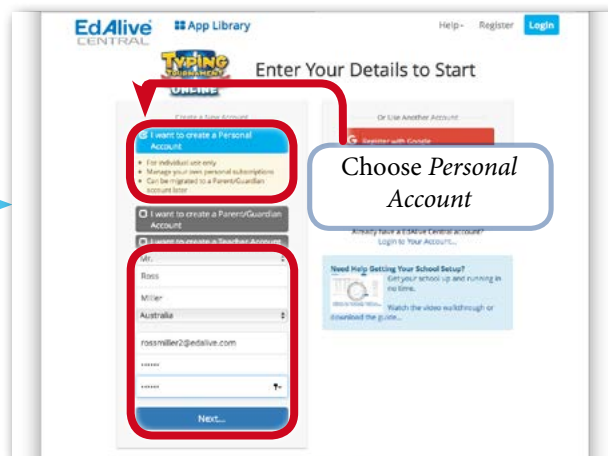 EdAlive
CENTRAL
App Library
Help
Register
Login
TYPING
TOURNAMENT
ONLINE
Enter Your Details to Start
Create a New Account
I want to create a Personal
Account
• For individual use only
• Manage your own personal subscriptions
• Can be migrated to a Parent/Guardian
account later
I want to create a Parent/Guardian
Account
I want to create a Teacher Account
Mr.
Ross
Miller
Australia
rossmiller2@edalive.com
••••••
••••••
Next...
Or Use Another Account
Register with Google
Choose Personal
Account
Already have a EdAlive Central account?
Login to Your Account...
Need Help Getting Your School Setup?
Get your school up and running in
no time.
Watch the video walkthrough or
download the guide...